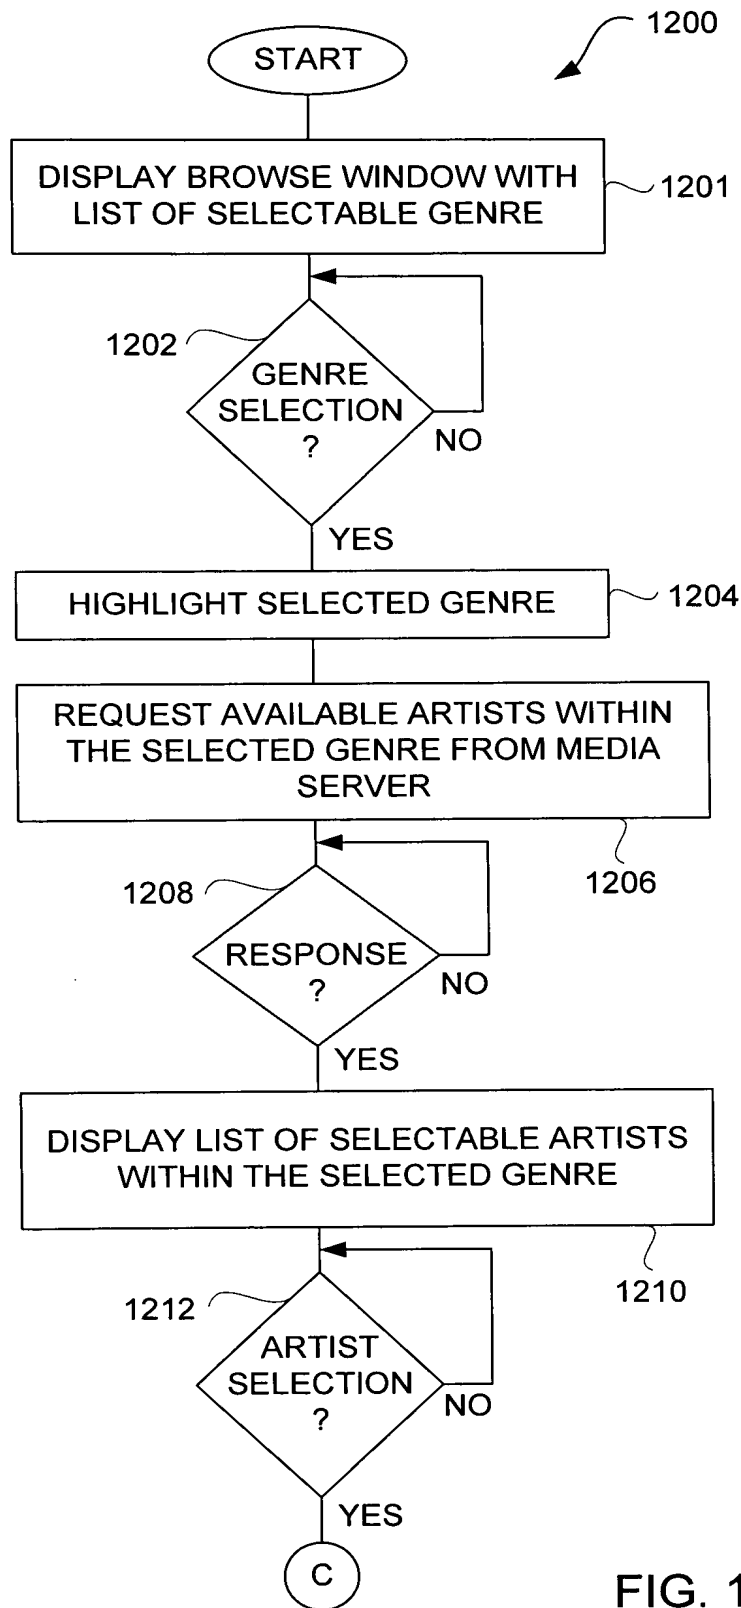 1200
START
DISPLAY BROWSE WINDOW WITH
LIST OF SELECTABLE GENRE
1201
1202
GENRE
SELECTION
?
NO
YES
HIGHLIGHT SELECTED GENRE
1204
REQUEST AVAILABLE ARTISTS WITHIN
THE SELECTED GENRE FROM MEDIA
SERVER
1206
1208
RESPONSE
?
NO
YES
DISPLAY LIST OF SELECTABLE ARTISTS
WITHIN THE SELECTED GENRE
1210
1212
ARTIST
SELECTION
?
NO
YES
C
FIG. 1